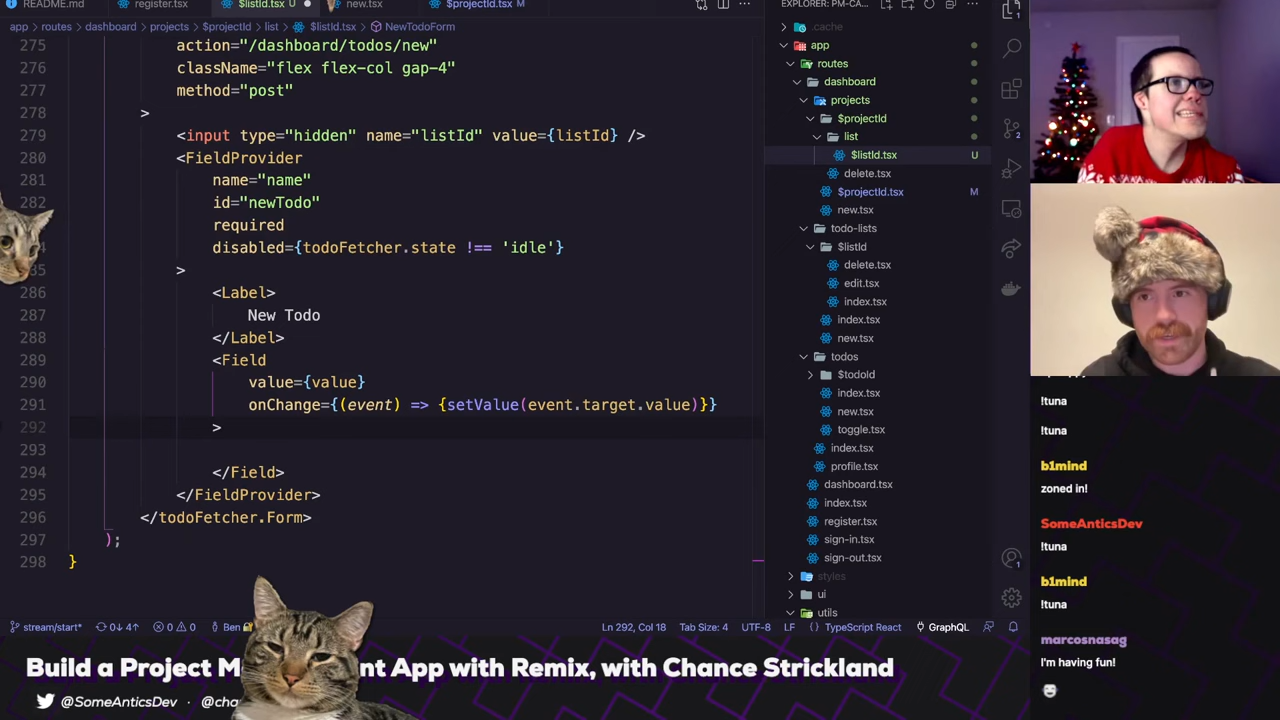 README.md
register.tsx
$listId.tsx U
new.tsx
$projectId.tsx M
EXPLORER: PM-CA...
app > routes > dashboard > projects > $projectId > list > $listId.tsx > NewTodoForm
275 action="/dashboard/todos/new"
276 className="flex flex-col gap-4"
277 method="post"
278 >
279 <input type="hidden" name="listId" value={listId} />
280 <FieldProvider
281 name="name"
282 id="newTodo"
283 required
disabled={todoFetcher.state !== 'idle'}
>
286 <Label>
287 New Todo
288 </Label>
289 <Field
290 value={value}
291 onChange={(event) => {setValue(event.target.value)}}
292 >
293
294 </Field>
295 </FieldProvider>
296 </todoFetcher.Form>
297 );
298 }
.cache
app
routes
dashboard
projects
$projectId
list
$listId.tsx U
delete.tsx
$projectId.tsx M
new.tsx
todo-lists
$listId
delete.tsx
edit.tsx
index.tsx
index.tsx
new.tsx
todos
$todoId
index.tsx
new.tsx
toggle.tsx
index.tsx
profile.tsx
dashboard.tsx
index.tsx
register.tsx
sign-in.tsx
sign-out.tsx
styles
ui
utils
!tuna
!tuna
b1mind
zoned in!
SomeAnticsDev
!tuna
b1mind
!tuna
marcosnasag
I'm having fun!
stream/start* 0↓ 4↑ 0 0 Ben Ln 292, Col 18 Tab Size: 4 UTF-8 LF {} TypeScript React GraphQL
Build a Project M nt App with Remix, with Chance Strickland
@SomeAnticsDev @cha